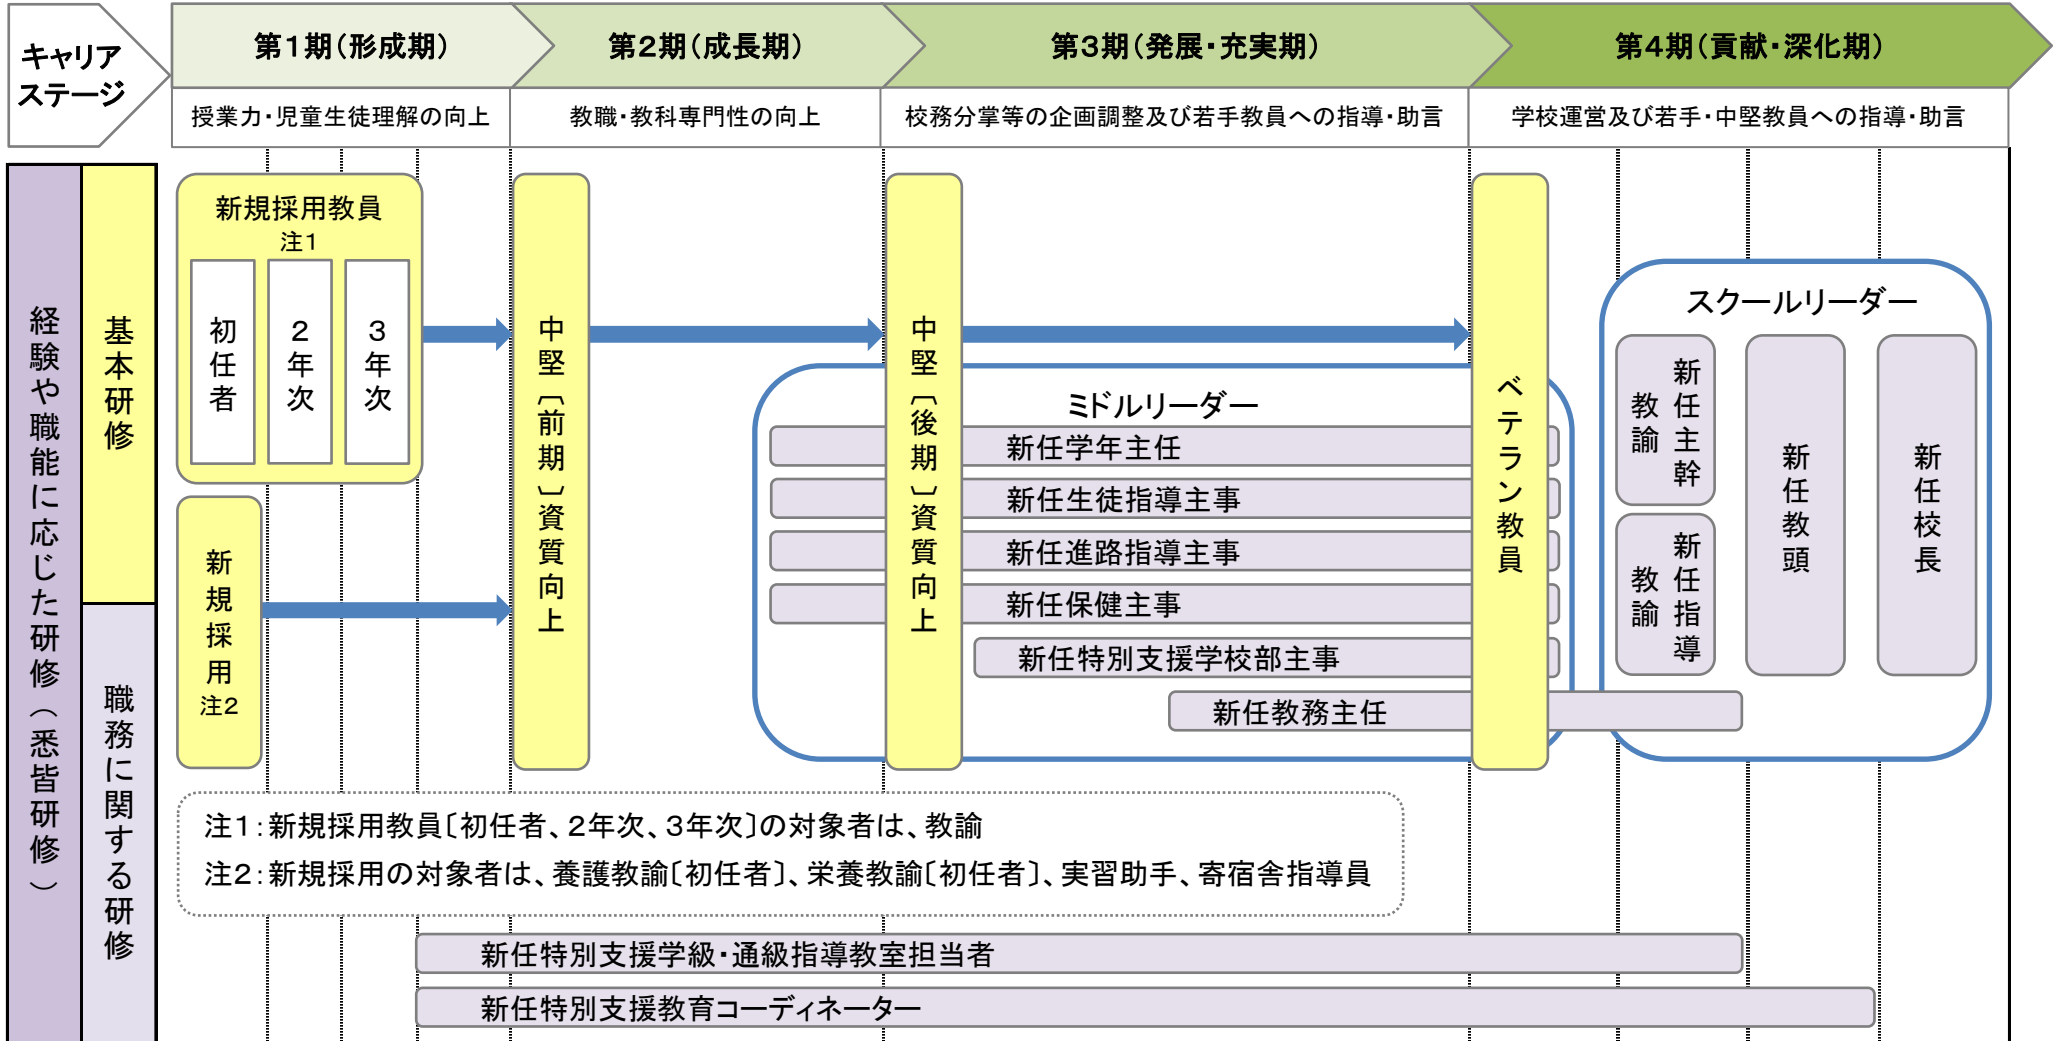 キャリア
ステージ
第1期（形成期）
第2期（成長期）
第3期（発展・充実期）
第4期（貢献・深化期）
授業力・児童生徒理解の向上
教職・教科専門性の向上
校務分掌等の企画調整及び若手教員への指導・助言
学校運営及び若手・中堅教員への指導・助言
経験や職能に応じた研修（悉皆研修）
基本研修
職務に関する研修
新規採用教員
注1
初任者
2年次
3年次
新規採用
注2
中堅〔前期〕資質向上
中堅〔後期〕資質向上
ベテラン教員
ミドルリーダー
新任学年主任
新任生徒指導主事
新任進路指導主事
新任保健主事
新任特別支援学校部主事
新任教務主任
スクールリーダー
新任主幹
教諭
新任指導
教諭
新任教頭
新任校長
注1：新規採用教員〔初任者、2年次、3年次〕の対象者は、教諭
注2：新規採用の対象者は、養護教諭〔初任者〕、栄養教諭〔初任者〕、実習助手、寄宿舎指導員
新任特別支援学級・通級指導教室担当者
新任特別支援教育コーディネーター